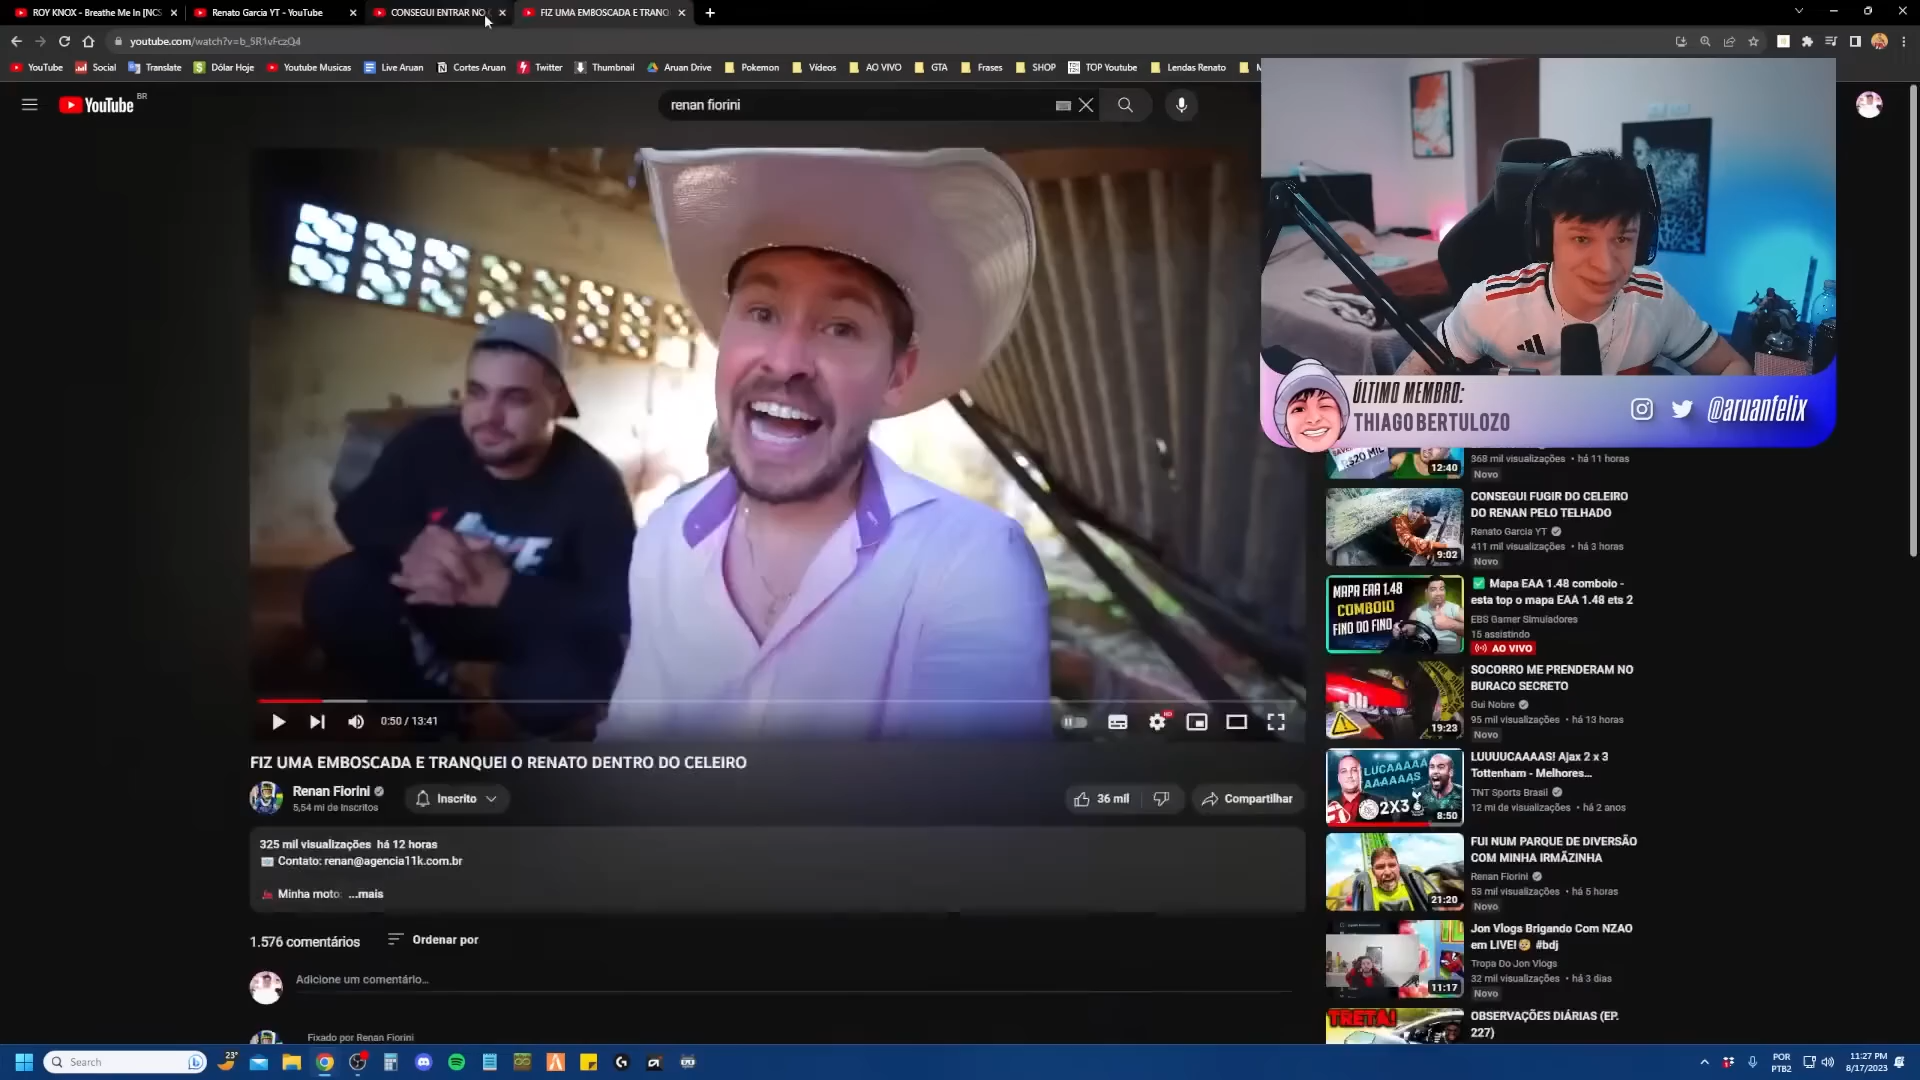 ROY KNOX - Breathe Me In [NCS
Renato Garcia YT - YouTube
CONSEGUI ENTRAR NO
FIZ UMA EMBOSCADA E TRANQ
youtube.com/watch?v=b_SR1vFczQ4
YouTube
Social
Translate
Dólar Hoje
Youtube Musicas
Live Aruan
Cortes Aruan
Twitter
Thumbnail
Aruan Drive
Pokemon
Vídeos
AO VIVO
GTA
Frases
SHOP
TOP Youtube
Lendas Renato
YouTube BR
renan fiorini
ÚLTIMO MEMBRO:
THIAGO BERTULOZO
@aruanfelix
0:50 / 13:41
FIZ UMA EMBOSCADA E TRANQUEI O RENATO DENTRO DO CELEIRO
Renan Fiorini
5,54 mi de inscritos
Inscrito
36 mil
Compartilhar
325 mil visualizações há 12 horas
Contato: renan@agencia11k.com.br
Minha moto: ...mais
1.576 comentários
Ordenar por
Adicione um comentário...
Fixado por Renan Fiorini
R$20 MIL
12:40
368 mil visualizações • há 11 horas
Novo
9:02
CONSEGUI FUGIR DO CELEIRO
DO RENAN PELO TELHADO
Renato Garcia YT
411 mil visualizações • há 3 horas
Novo
MAPA EAA 1.48
COMBOIO
FINO DO FINO
Mapa EAA 1.48 comboio -
esta top o mapa EAA 1.48 ets 2
EBS Gamer Simuladores
15 assistindo
AO VIVO
19:23
SOCORRO ME PRENDERAM NO
BURACO SECRETO
Gui Nobre
95 mil visualizações • há 13 horas
Novo
LUCAAAAA
AAAAAAS
2X3
8:50
LUUUUCAAAAS! Ajax 2 x 3
Tottenham - Melhores...
TNT Sports Brasil
12 mi de visualizações • há 2 anos
21:20
FUI NUM PARQUE DE DIVERSÃO
COM MINHA IRMÃZINHA
Renan Fiorini
53 mil visualizações • há 5 horas
Novo
11:17
Jon Vlogs Brigando Com NZAO
em LIVE! #bdj
Tropa Do Jon Vlogs
32 mil visualizações • há 3 dias
Novo
TRETA!
OBSERVAÇÕES DIÁRIAS (EP.
227)
Search
23°
POR
PTB2
11:27 PM
8/17/2023